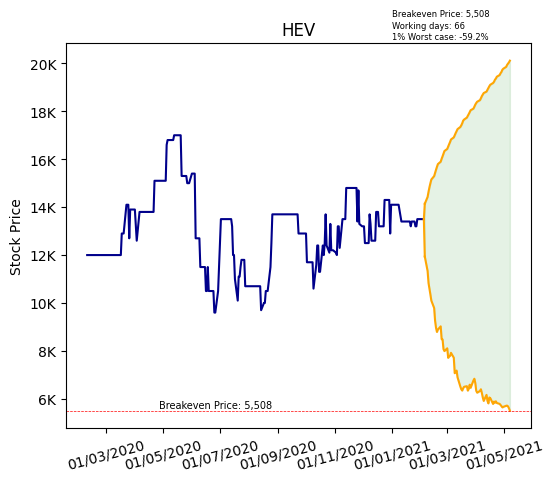 Breakeven Price: 5,508
Working days: 66
1% Worst case: -59.2%
HEV
Stock Price
20K
18K
16K
14K
12K
10K
8K
6K
Breakeven Price: 5,508
01/03/2020
01/05/2020
01/07/2020
01/09/2020
01/11/2020
01/01/2021
01/03/2021
01/05/2021